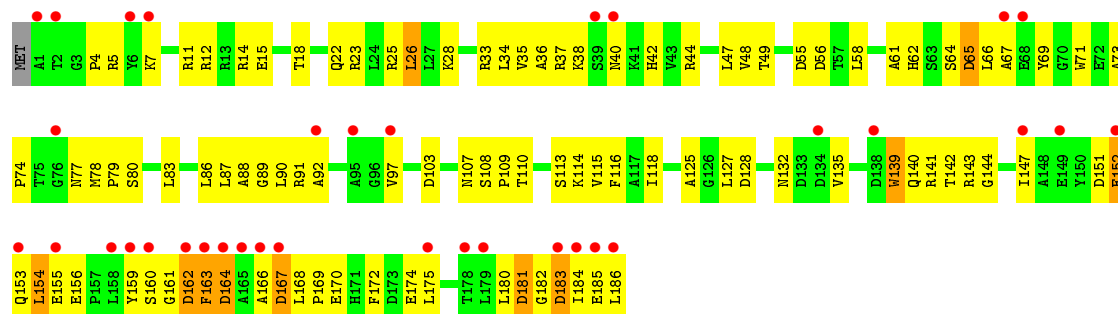 MET A1 T2 G3 P4 R5 Y6 K7 R11 R12 R13 R14 E15 T18 Q22 R23 L24 R25 L26 L27 K28 R33 L34 V35 A36 R37 K38 S39 N40 K41 H42 V43 R44 L47 V48 T49 D55 D56 T57 L58 A61 H62 S63 S64 D65 L66 A67 E68 Y69 G70 W71 E72 A73
P74 T75 G76 N77 M78 P79 S80 L83 L86 L87 A88 G89 L90 R91 A92 A95 G96 V97 D103 N107 S108 P109 T110 S113 K114 V115 F116 A117 I118 A125 G126 L127 D128 N132 D133 D134 V135 D138 W139 Q140 R141 T142 R143 G144 I147 A148 E149 Y150 D151 E152
Q153 L154 E155 E156 P157 L158 Y159 S160 G161 D162 F163 D164 A165 A166 D167 L168 P169 E170 H171 F172 D173 E174 L175 T178 L179 L180 D181 G182 D183 I184 E185 L186